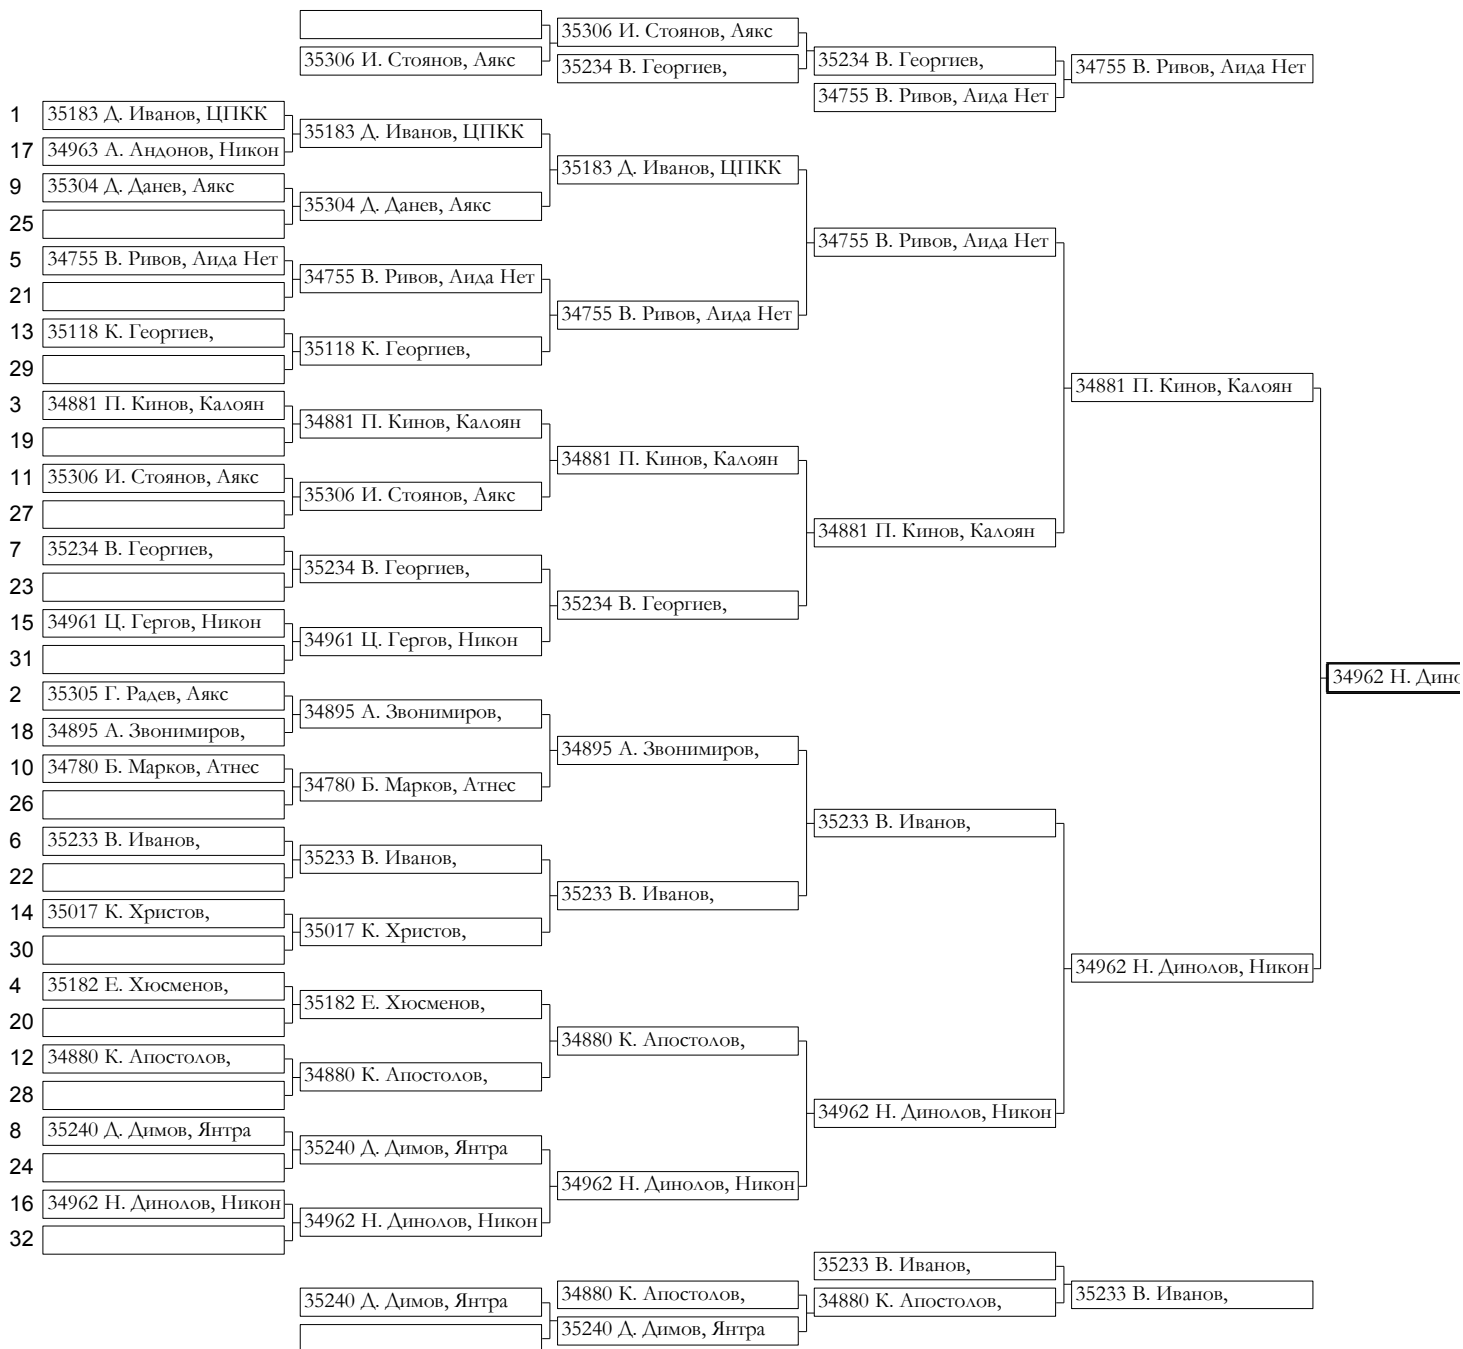 35306 И. Стоянов, Аякс
35306 И. Стоянов, Аякс
35234 В. Георгиев,
35234 В. Георгиев,
34755 В. Ривов, Аида Нет
34755 В. Ривов, Аида Нет
1 35183 Д. Иванов, ЦПКК
17 34963 А. Андонов, Никон
9 35304 Д. Данев, Аякс
25
5 34755 В. Ривов, Аида Нет
21
13 35118 К. Георгиев,
29
3 34881 П. Кинов, Калоян
19
11 35306 И. Стоянов, Аякс
27
7 35234 В. Георгиев,
23
15 34961 Ц. Гергов, Никон
31
2 35305 Г. Радев, Аякс
18 34895 А. Звонимиров,
10 34780 Б. Марков, Атнес
26
6 35233 В. Иванов,
22
14 35017 К. Христов,
30
4 35182 Е. Хюсменов,
20
12 34880 К. Апостолов,
28
8 35240 Д. Димов, Янтра
24
16 34962 Н. Динолов, Никон
32
35183 Д. Иванов, ЦПКК
35304 Д. Данев, Аякс
34755 В. Ривов, Аида Нет
35118 К. Георгиев,
34881 П. Кинов, Калоян
35306 И. Стоянов, Аякс
35234 В. Георгиев,
34961 Ц. Гергов, Никон
34895 А. Звонимиров,
34780 Б. Марков, Атнес
35233 В. Иванов,
35017 К. Христов,
35182 Е. Хюсменов,
34880 К. Апостолов,
35240 Д. Димов, Янтра
34962 Н. Динолов, Никон
35183 Д. Иванов, ЦПКК
34755 В. Ривов, Аида Нет
34881 П. Кинов, Калоян
35234 В. Георгиев,
34895 А. Звонимиров,
35233 В. Иванов,
34880 К. Апостолов,
34962 Н. Динолов, Никон
34755 В. Ривов, Аида Нет
34881 П. Кинов, Калоян
35233 В. Иванов,
34962 Н. Динолов, Никон
34881 П. Кинов, Калоян
34962 Н. Динолов, Никон
34962 Н.
35240 Д. Димов, Янтра
34880 К. Апостолов,
35240 Д. Димов, Янтра
35233 В. Иванов,
34880 К. Апостолов,
35233 В. Иванов,